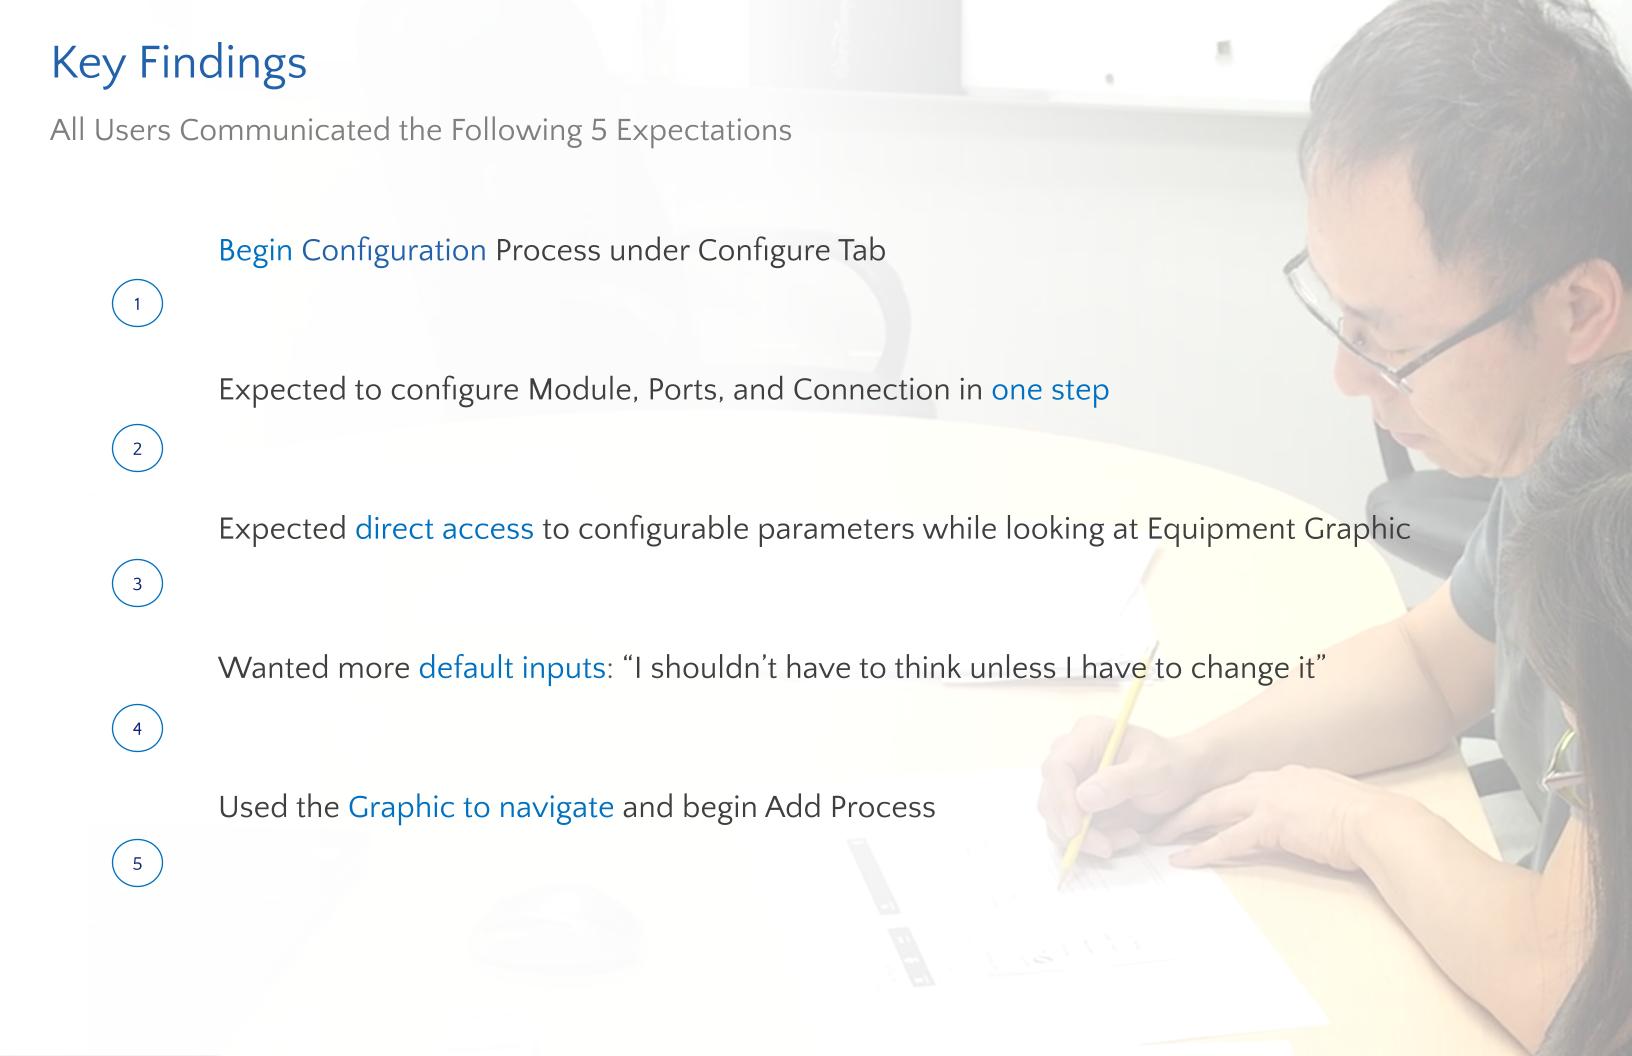 Key Findings
All Users Communicated the Following 5 Expectations
Begin Configuration Process under Configure Tab
1
Expected to configure Module, Ports, and Connection in one step
2
Expected direct access to configurable parameters while looking at Equipment Graphic
3
Wanted more default inputs: “I shouldn’t have to think unless I have to change it”
4
Used the Graphic to navigate and begin Add Process
5